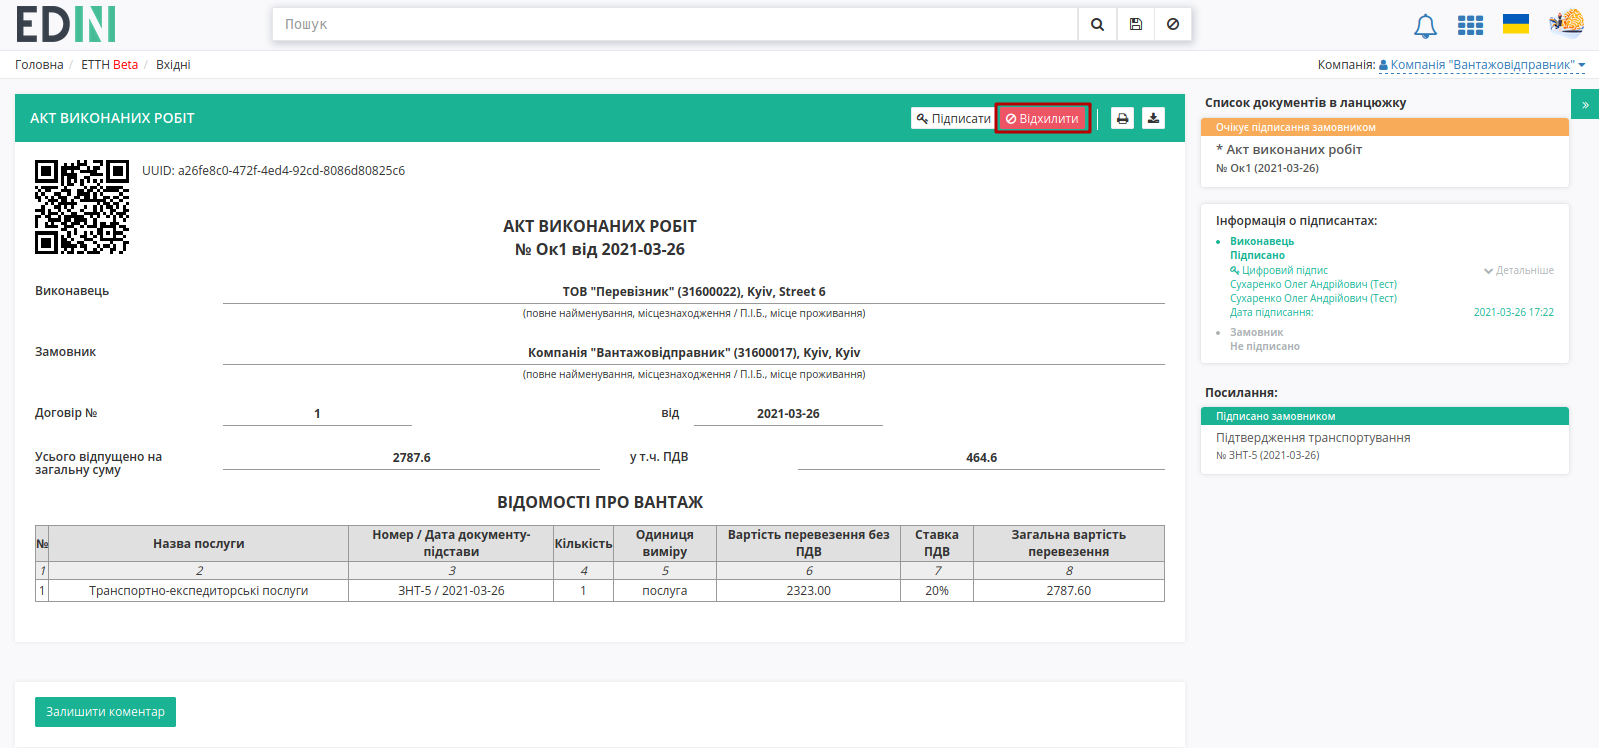 EDIN
Пошук
Головна / ЕТТН Beta / Вхідні
Компанія: Компанія "Вантажовідправник"
АКТ ВИКОНАНИХ РОБІТ
Підписати
Відхилити
UUID: a26fe8c0-472f-4ed4-92cd-8086d80825c6
АКТ ВИКОНАНИХ РОБІТ
№ Ок1 від 2021-03-26
Виконавець
ТОВ "Перевізник" (31600022), Kyiv, Street 6
(повне найменування, місцезнаходження / П.І.Б., місце проживання)
Замовник
Компанія "Вантажовідправник" (31600017), Kyiv, Kyiv
(повне найменування, місцезнаходження / П.І.Б., місце проживання)
Договір № 1 від 2021-03-26
Усього відпущено на
загальну суму
2787.6 у т.ч. ПДВ 464.6
ВІДОМОСТІ ПРО ВАНТАЖ
№ Назва послуги Номер / Дата документу-підстави Кількість Одиниця виміру Вартість перевезення без ПДВ Ставка ПДВ Загальна вартість перевезення
1 2 3 4 5 6 7 8
1 Транспортно-експедиторські послуги ЗНТ-5 / 2021-03-26 1 послуга 2323.00 20% 2787.60
Залишити коментар
Список документів в ланцюжку
»
Очікує підписання замовником
* Акт виконаних робіт
№ Ок1 (2021-03-26)
Інформація о підписантах:
Виконавець
Підписано
Цифровий підпис Детальніше
Сухаренко Олег Андрійович (Тест)
Сухаренко Олег Андрійович (Тест)
Дата підписання: 2021-03-26 17:22
Замовник
Не підписано
Посилання:
Підписано замовником
Підтвердження транспортування
№ ЗНТ-5 (2021-03-26)